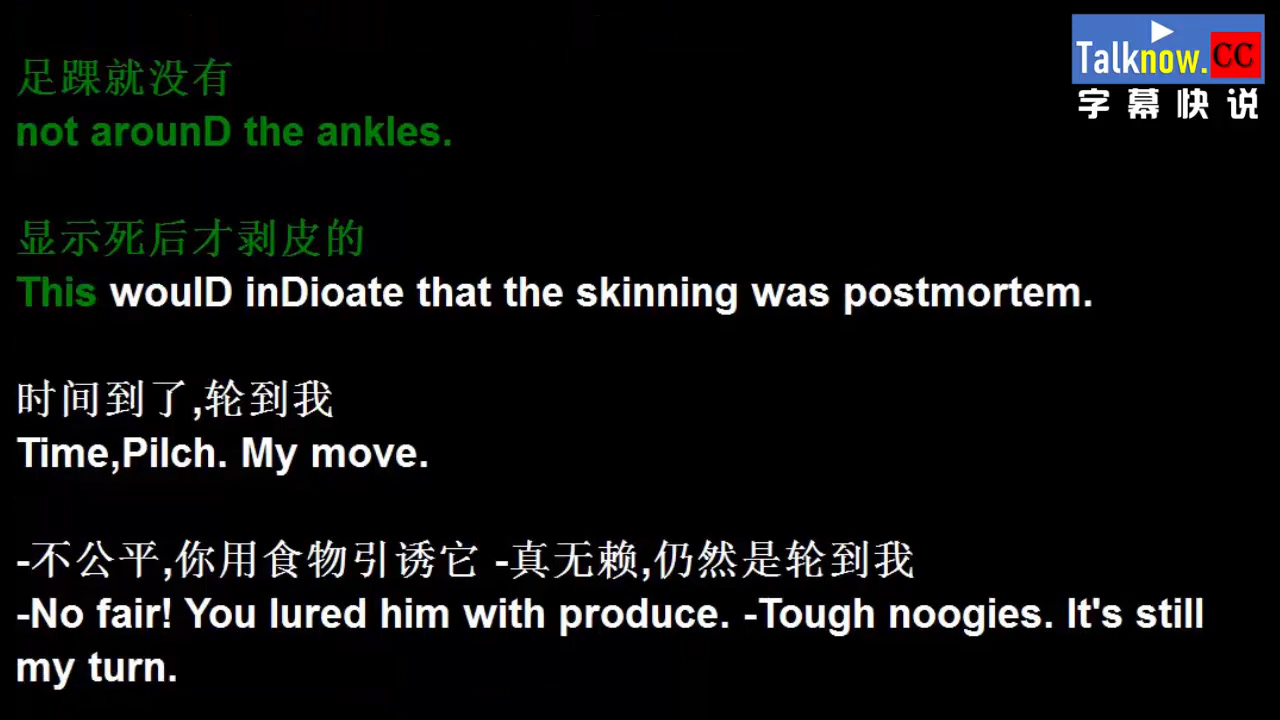 Talknow.CC
字幕快说
足踝就没有
not arounD the ankles.
显示死后才剥皮的
This woulD inDioate that the skinning was postmortem.
时间到了,轮到我
Time,Pilch. My move.
-不公平,你用食物引诱它 -真无赖,仍然是轮到我
-No fair! You lured him with produce. -Tough noogies. It's still
my turn.